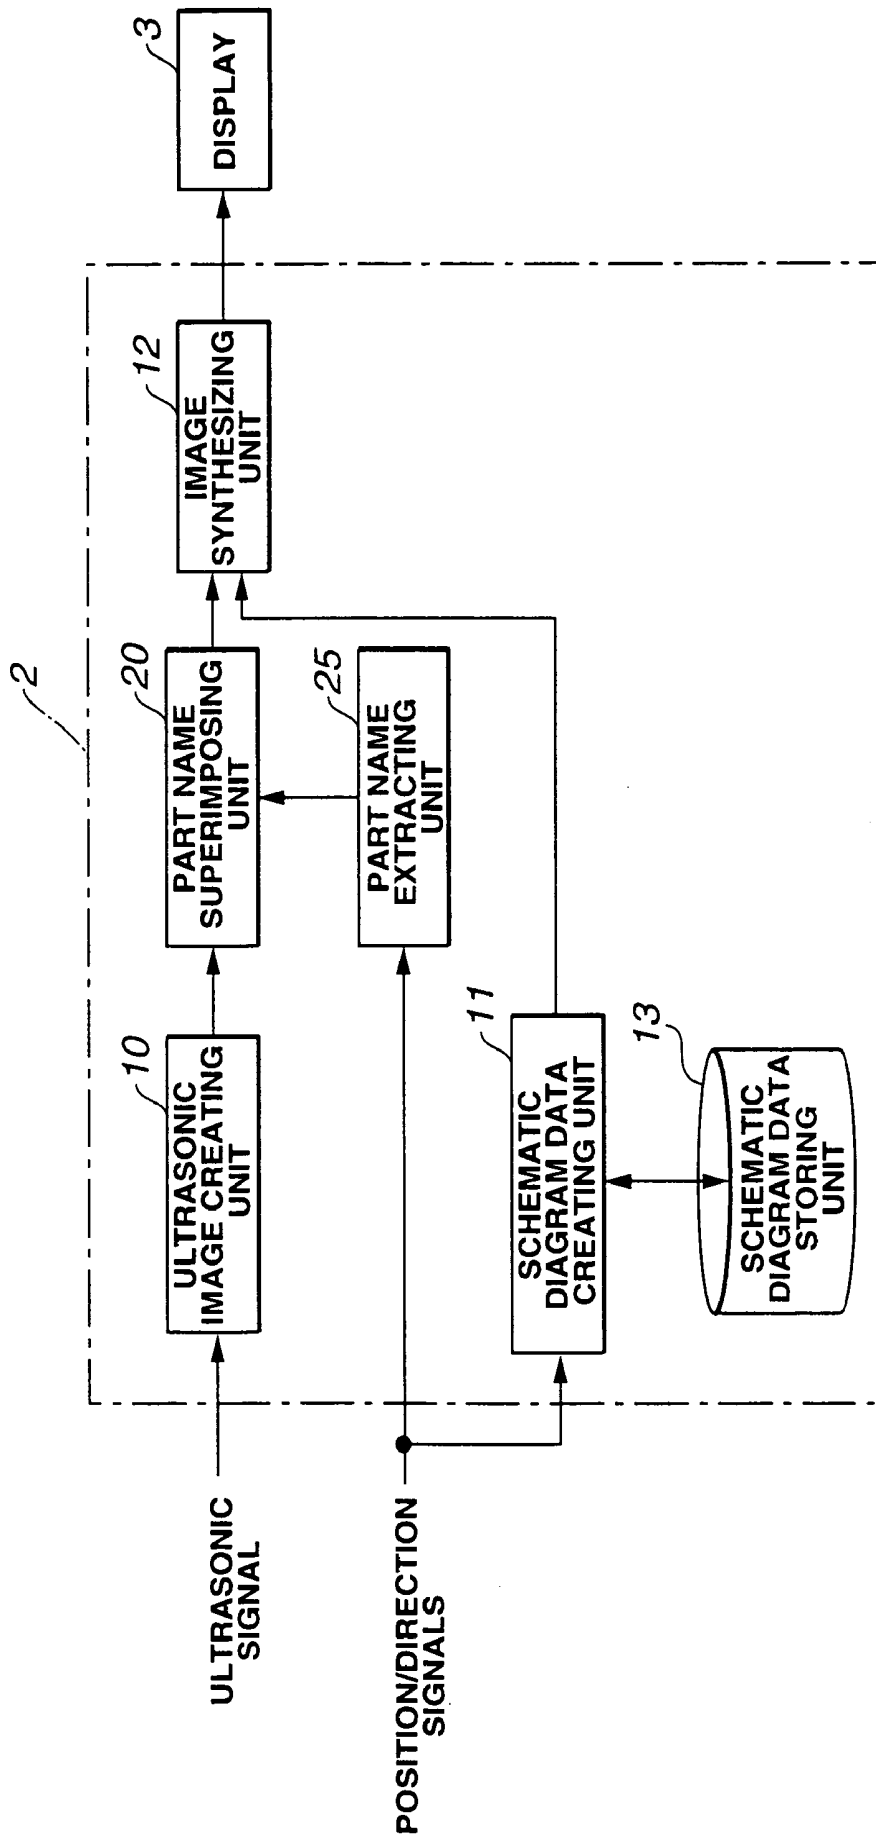 2
ULTRASONIC
SIGNAL
10
ULTRASONIC
IMAGE CREATING
UNIT
20
PART NAME
SUPERIMPOSING
UNIT
12
IMAGE
SYNTHESIZING
UNIT
3
DISPLAY
POSITION/DIRECTION
SIGNALS
25
PART NAME
EXTRACTING
UNIT
11
SCHEMATIC
DIAGRAM DATA
CREATING UNIT
13
SCHEMATIC
DIAGRAM DATA
STORING
UNIT